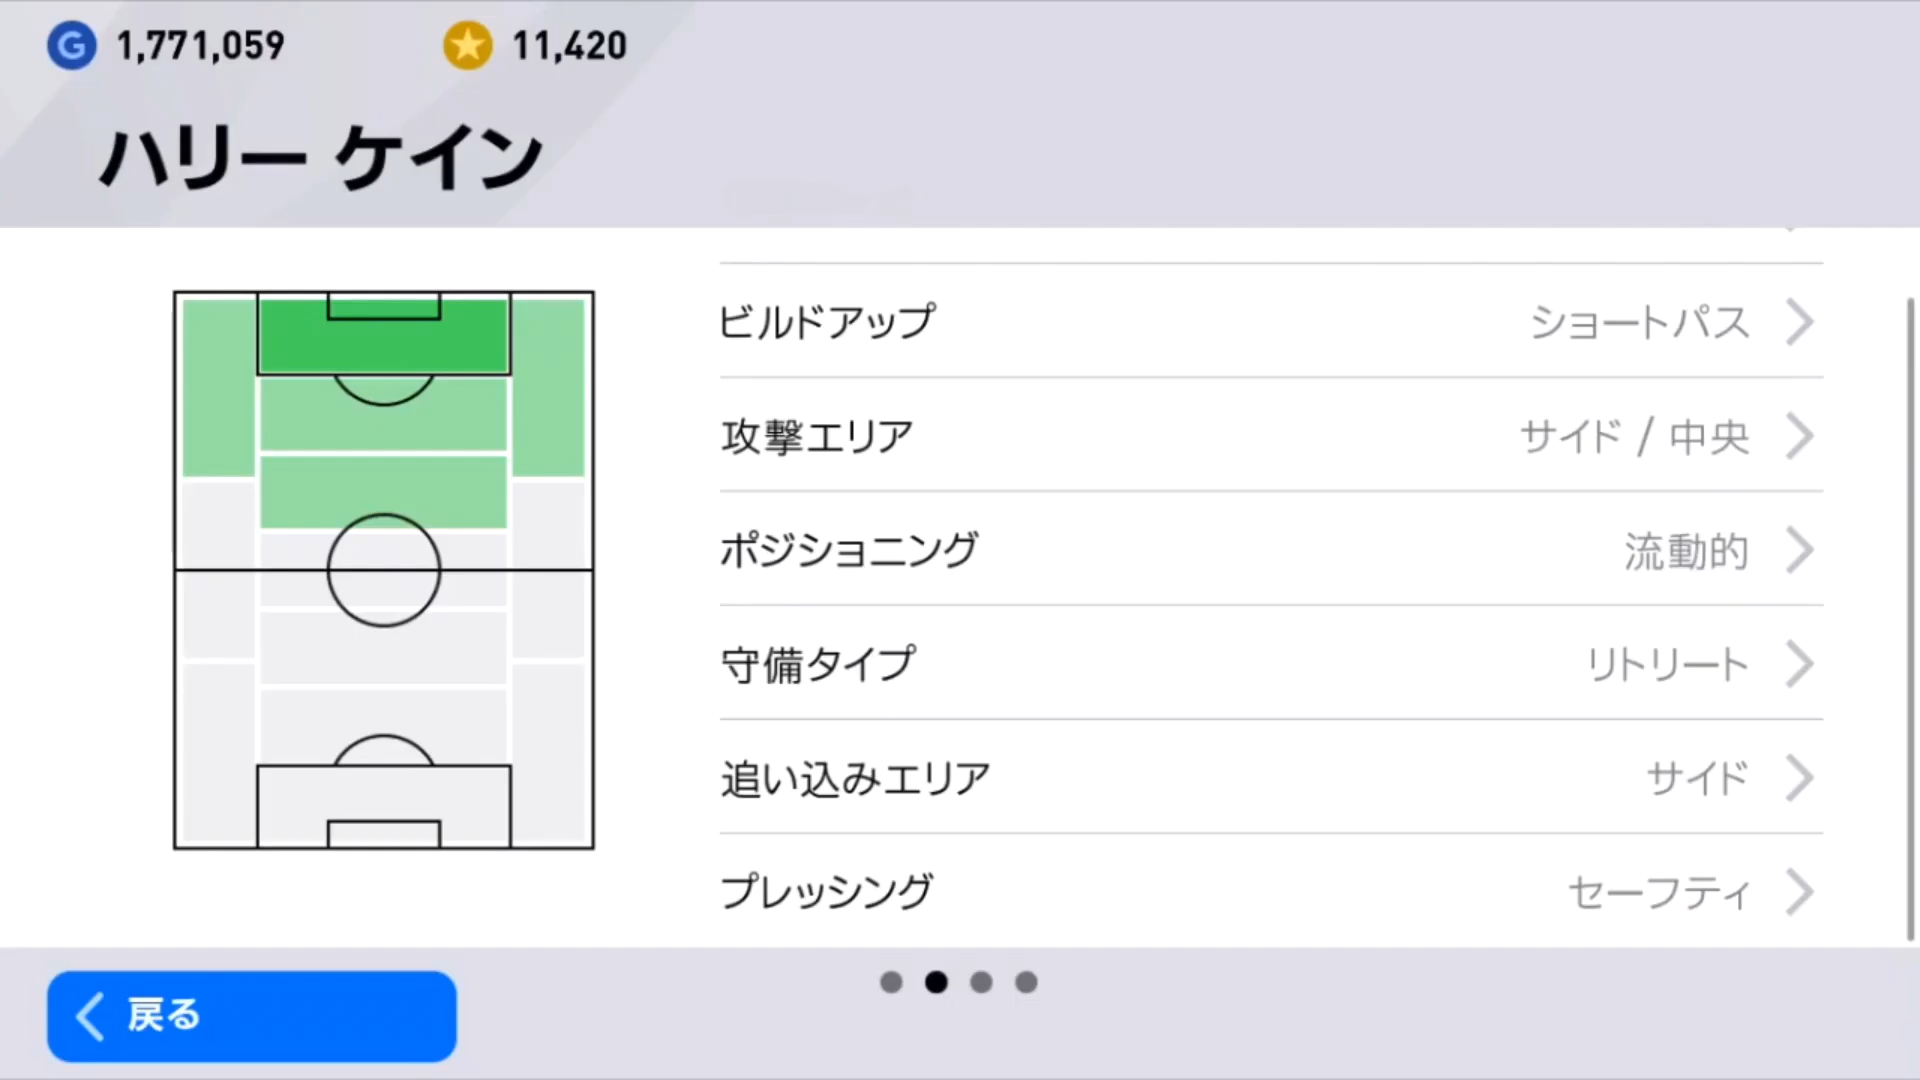 G 1,771,059 11,420
ハリー ケイン
ビルドアップ ショートパス
攻撃エリア サイド / 中央
ポジショニング 流動的
守備タイプ リトリート
追い込みエリア サイド
プレッシング セーフティ
戻る